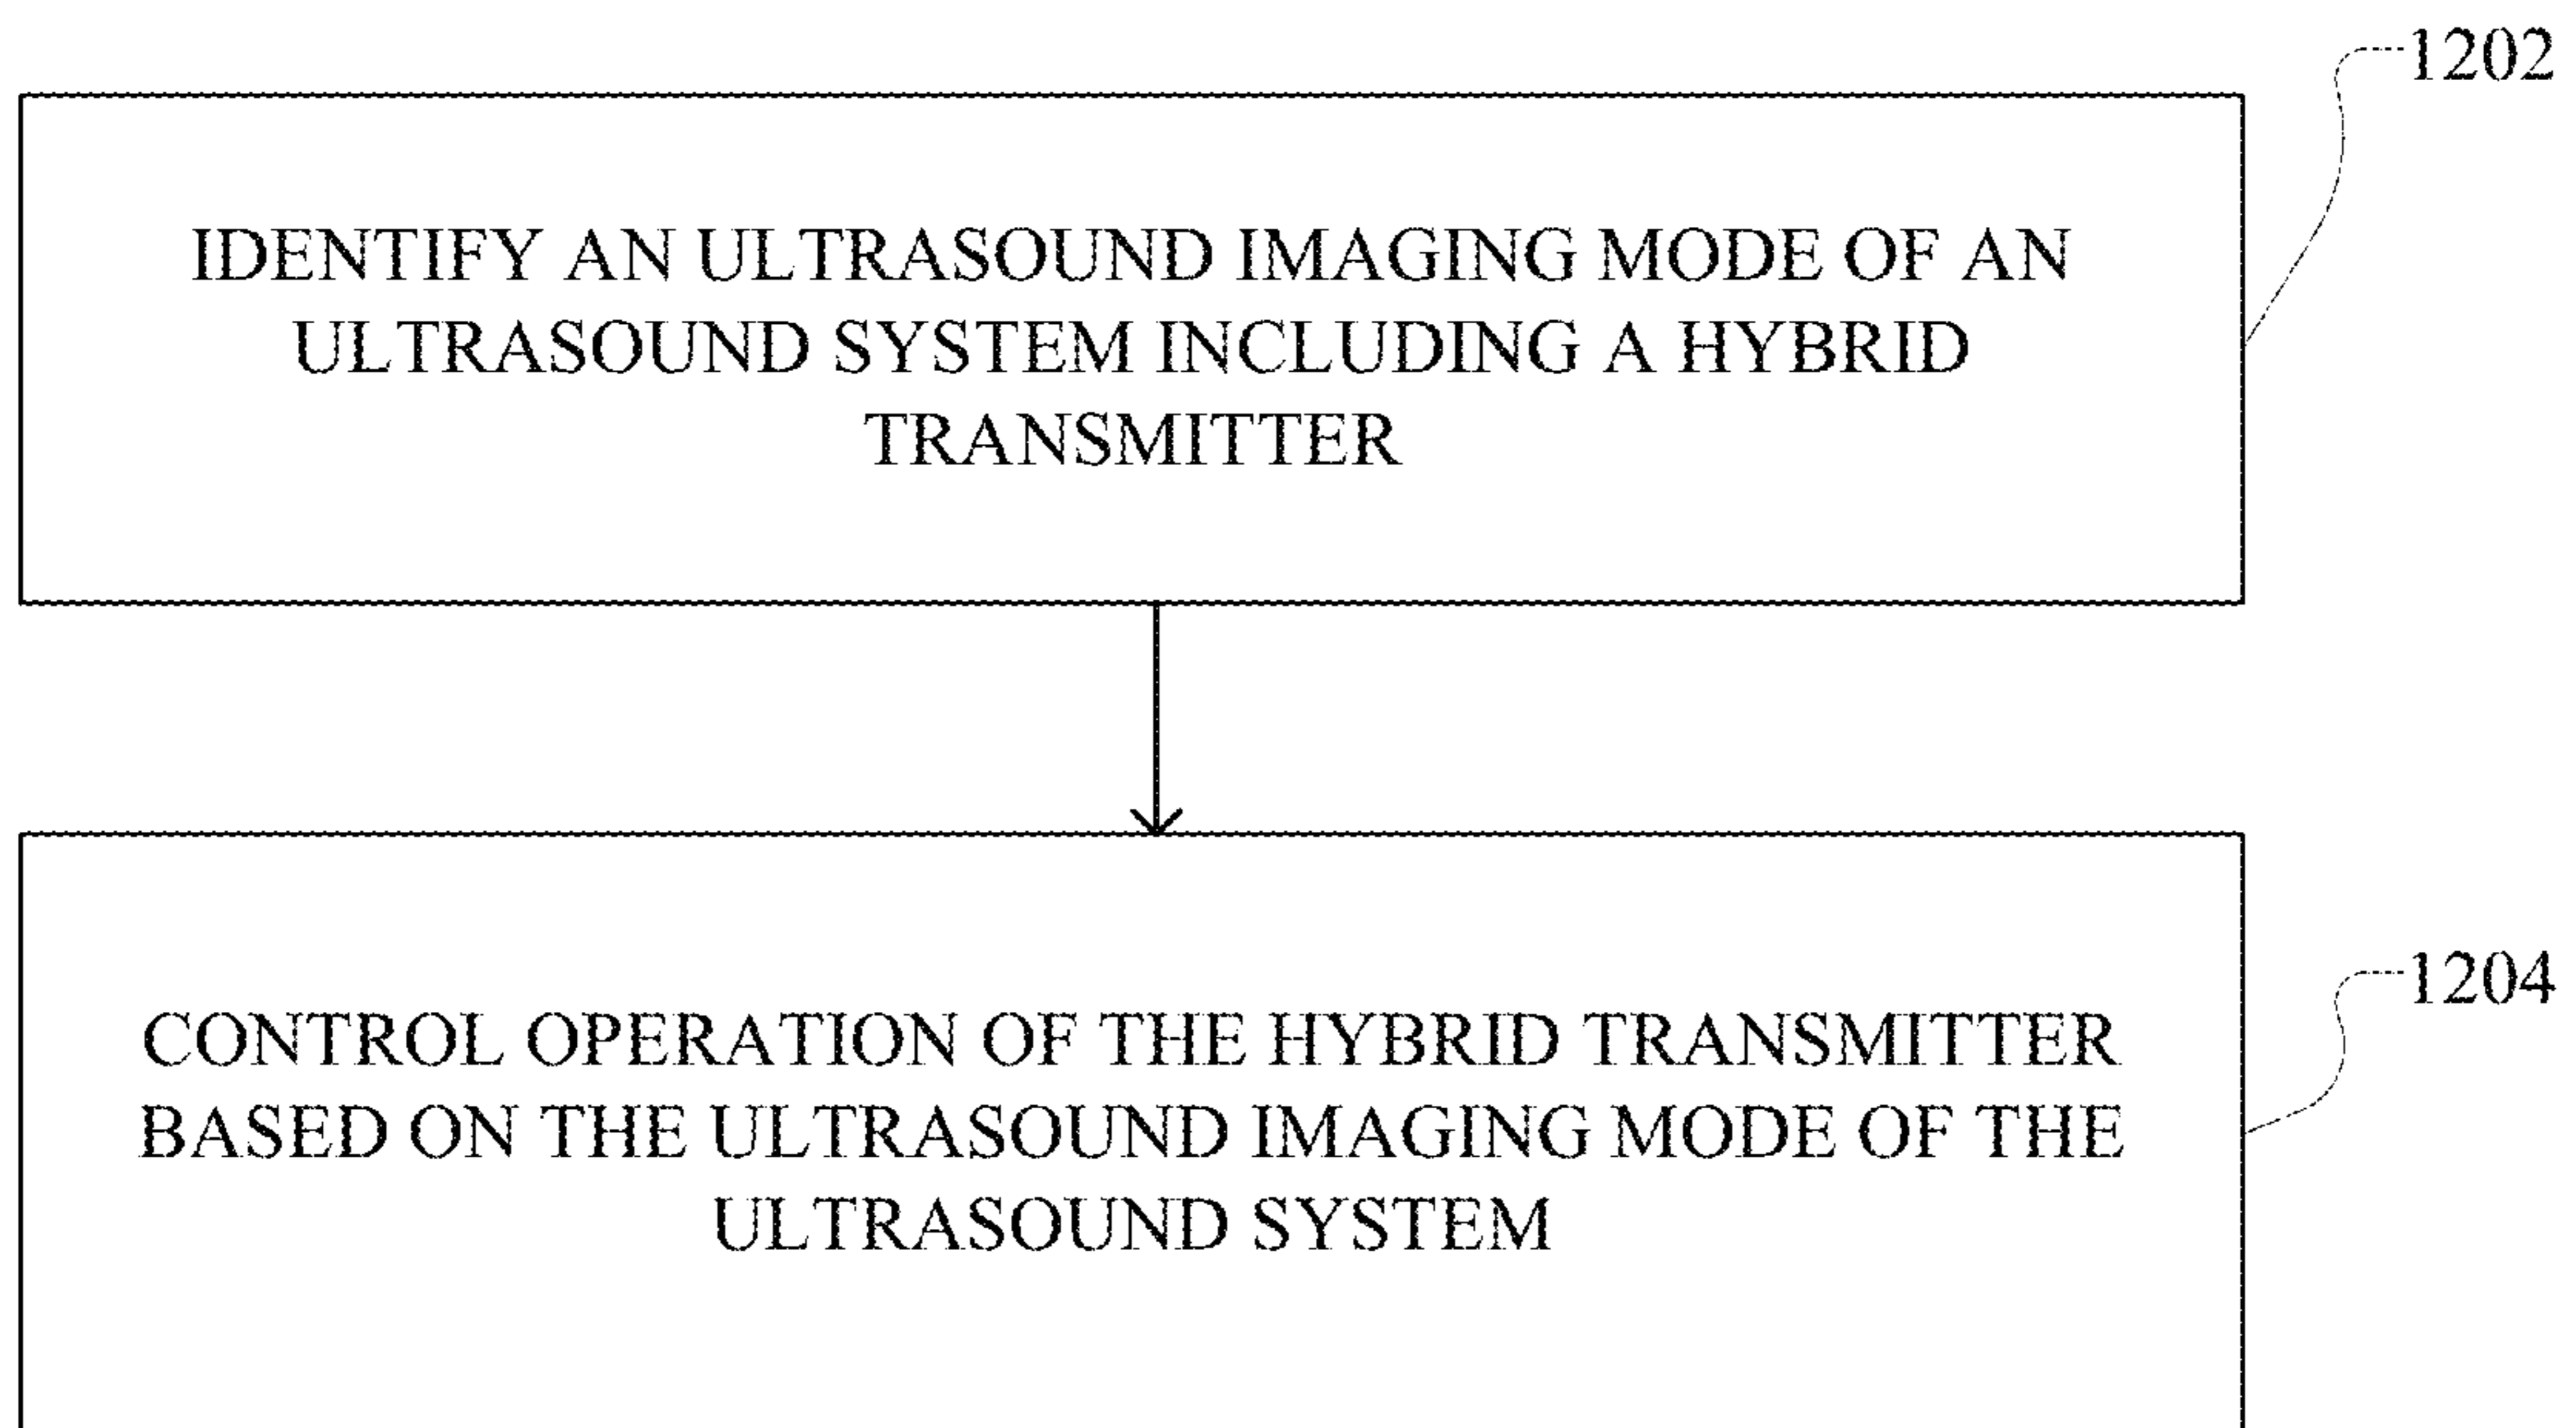 1202
IDENTIFY AN ULTRASOUND IMAGING MODE OF AN
ULTRASOUND SYSTEM INCLUDING A HYBRID
TRANSMITTER
1204
CONTROL OPERATION OF THE HYBRID TRANSMITTER
BASED ON THE ULTRASOUND IMAGING MODE OF THE
ULTRASOUND SYSTEM